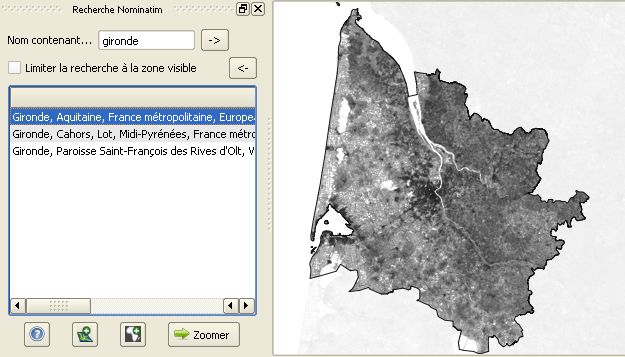 Recherche Nominatim
Nom contenant... gironde ->
Limiter la recherche à la zone visible <-
Gironde, Aquitaine, France métropolitaine, Europea
Gironde, Cahors, Lot, Midi-Pyrénées, France métro
Gironde, Paroisse Saint-François des Rives d'Olt, V
Zoomer